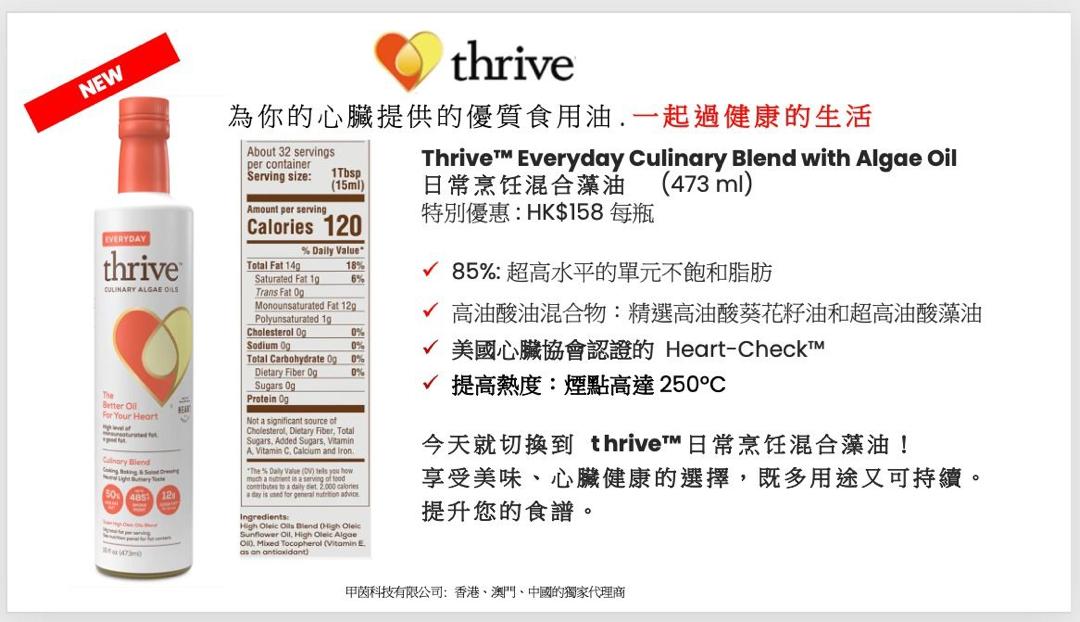 NEW
thrive
為你的心臟提供的優質食用油.一起過健康的生活
EVERYDAY
thrive™
CULINARY ALGAE OILS
The
Better Oil
For Your Heart
High level of
monounsaturated fat,
a good fat.
Culinary Blend
Cooking, Baking, & Salad Dressing
Neutral Light Buttery Taste
50%
485°
12g
(473ml)
About 32 servings
per container
Serving size: 1Tbsp
(15ml)
Amount per serving
Calories 120
% Daily Value*
Total Fat 14g 18%
Saturated Fat 1g 6%
Trans Fat 0g
Monounsaturated Fat 12g
Polyunsaturated 1g
Cholesterol 0g 0%
Sodium 0g 0%
Total Carbohydrate 0g 0%
Dietary Fiber 0g 0%
Sugars 0g
Protein 0g
Not a significant source of
Cholesterol, Dietary Fiber, Total
Sugars, Added Sugars, Vitamin
A, Vitamin C, Calcium and Iron.
*The % Daily Value (DV) tells you how
much a nutrient in a serving of food
contributes to a daily diet. 2,000 calories
a day is used for general nutrition advice.
Ingredients:
High Oleic Oils Blend (High Oleic
Sunflower Oil, High Oleic Algae
Oil), Mixed Tocopherol (Vitamin E,
as an antioxidant)
Thrive™ Everyday Culinary Blend with Algae Oil
日常烹饪混合藻油 (473 ml)
特別優惠 : HK$158 每瓶
✓ 85%: 超高水平的單元不飽和脂肪
✓ 高油酸油混合物：精選高油酸葵花籽油和超高油酸藻油
✓ 美國心臟協會認證的 Heart-Check™
✓ 提高熱度：煙點高達 250°C
今天就切換到 thrive™ 日常烹饪混合藻油！
享受美味、心臟健康的選擇，既多用途又可持續。
提升您的食譜。
甲茵科技有限公司: 香港、澳門、中國的獨家代理商